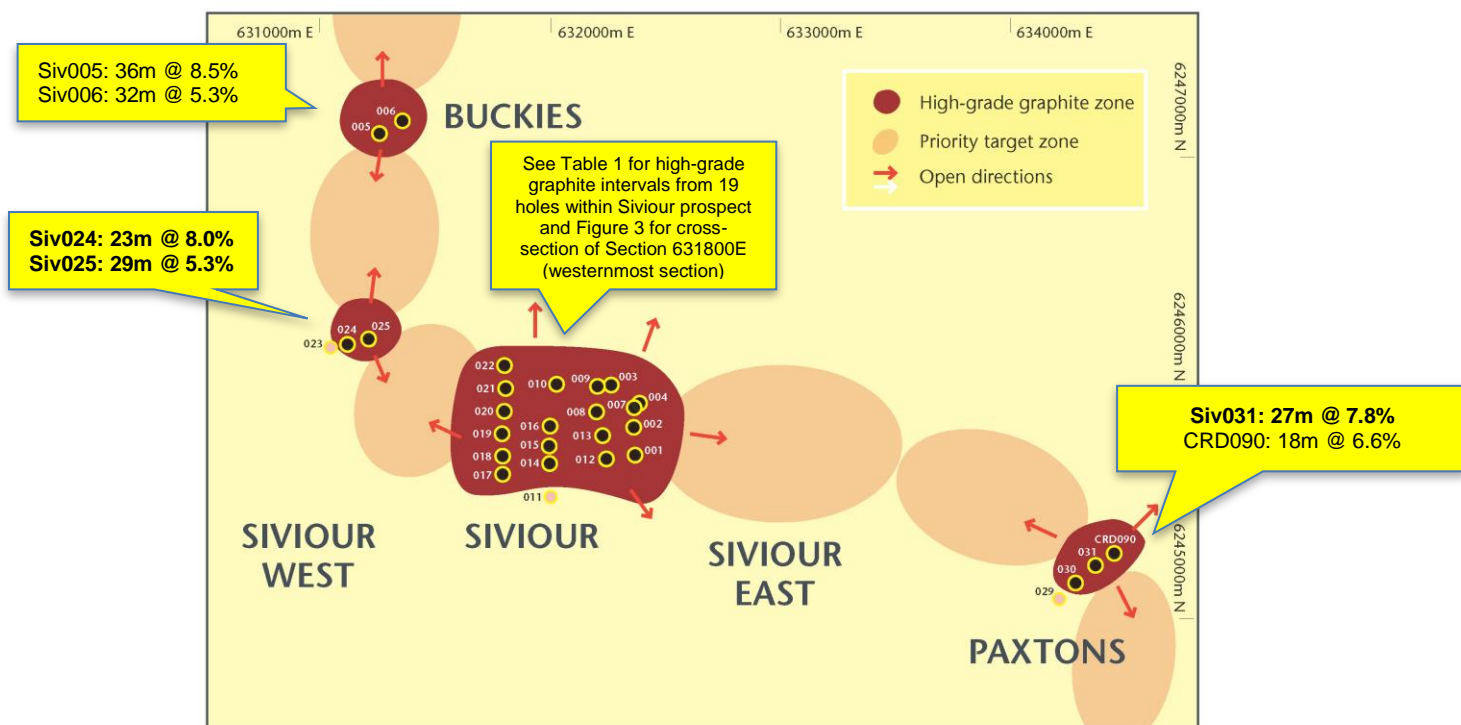 631000m E
632000m E
633000m E
634000m E
Siv005: 36m @ 8.5%
Siv006: 32m @ 5.3%
006
005
BUCKIES
High-grade graphite zone
Priority target zone
Open directions
6247000m N
See Table 1 for high-grade
graphite intervals from 19
holes within Siviour prospect
and Figure 3 for cross-
section of Section 631800E
(westernmost section)
Siv024: 23m @ 8.0%
Siv025: 29m @ 5.3%
024
025
023
6246000m N
022
021
020
019
018
017
010
016
015
014
011
009
003
008
007
004
002
013
012
001
Siv031: 27m @ 7.8%
CRD090: 18m @ 6.6%
CRD090
031
030
029
6245000m N
SIVIOUR
WEST
SIVIOUR
SIVIOUR
EAST
PAXTONS